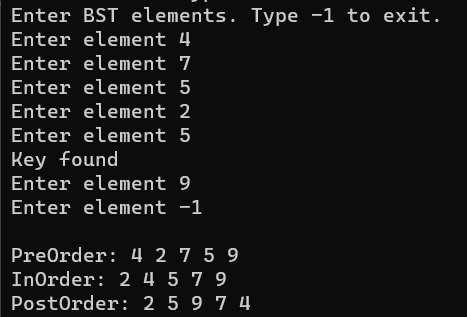 Enter BST elements. Type -1 to exit.
Enter element 4
Enter element 7
Enter element 5
Enter element 2
Enter element 5
Key found
Enter element 9
Enter element -1
PreOrder: 4 2 7 5 9
InOrder: 2 4 5 7 9
PostOrder: 2 5 9 7 4